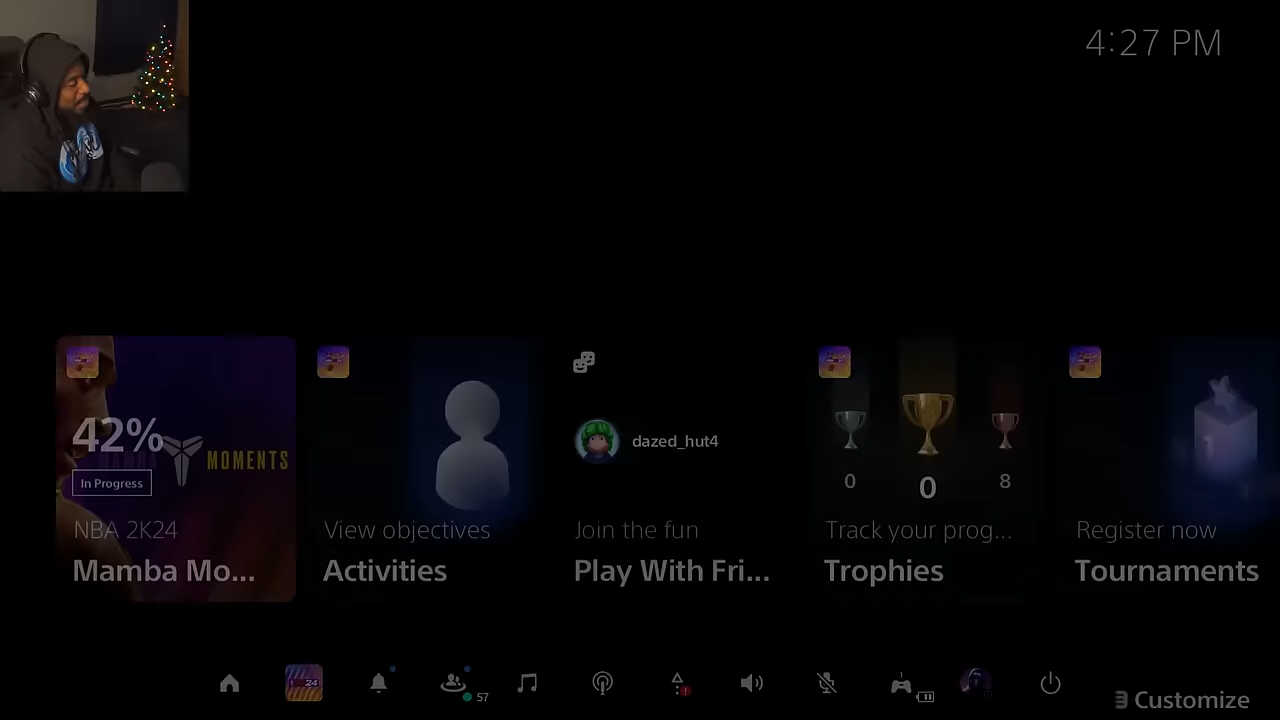 4:27 PM
42%
MOMENTS
In Progress
NBA 2K24
Mamba Mo...
View objectives
Activities
dazed_hut4
Join the fun
Play With Fri...
0
0
8
Track your prog...
Trophies
Register now
Tournaments
24
57
Customize